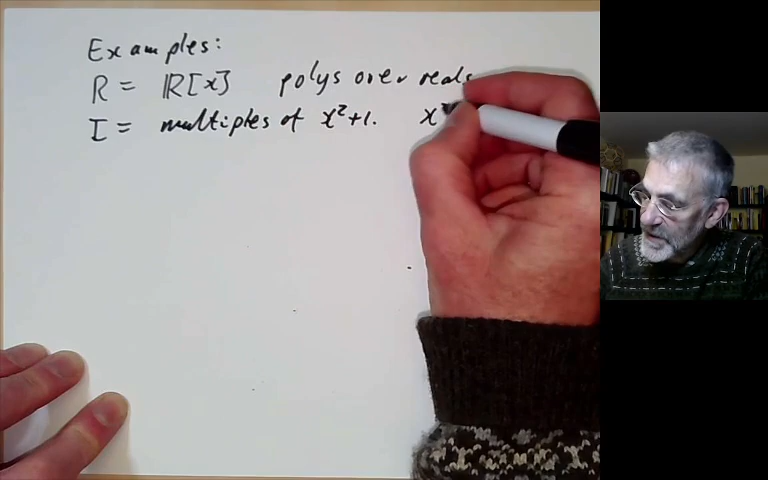 Examples:
R = ℝ[x] polys over reals
I = multiples of x²+1. x